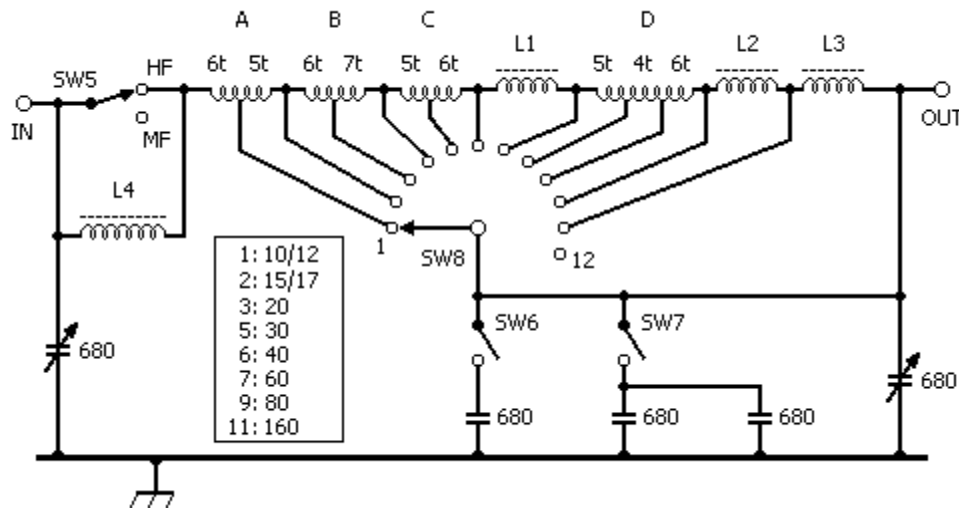 A B C D
L1 L2 L3
6t 5t 6t 7t 5t 6t 5t 4t 6t
SW5 HF
IN MF OUT
L4
1 SW8 12
1: 10/12
2: 15/17
3: 20
5: 30
6: 40
7: 60
9: 80
11: 160
SW6 SW7
680 680
680 680 680